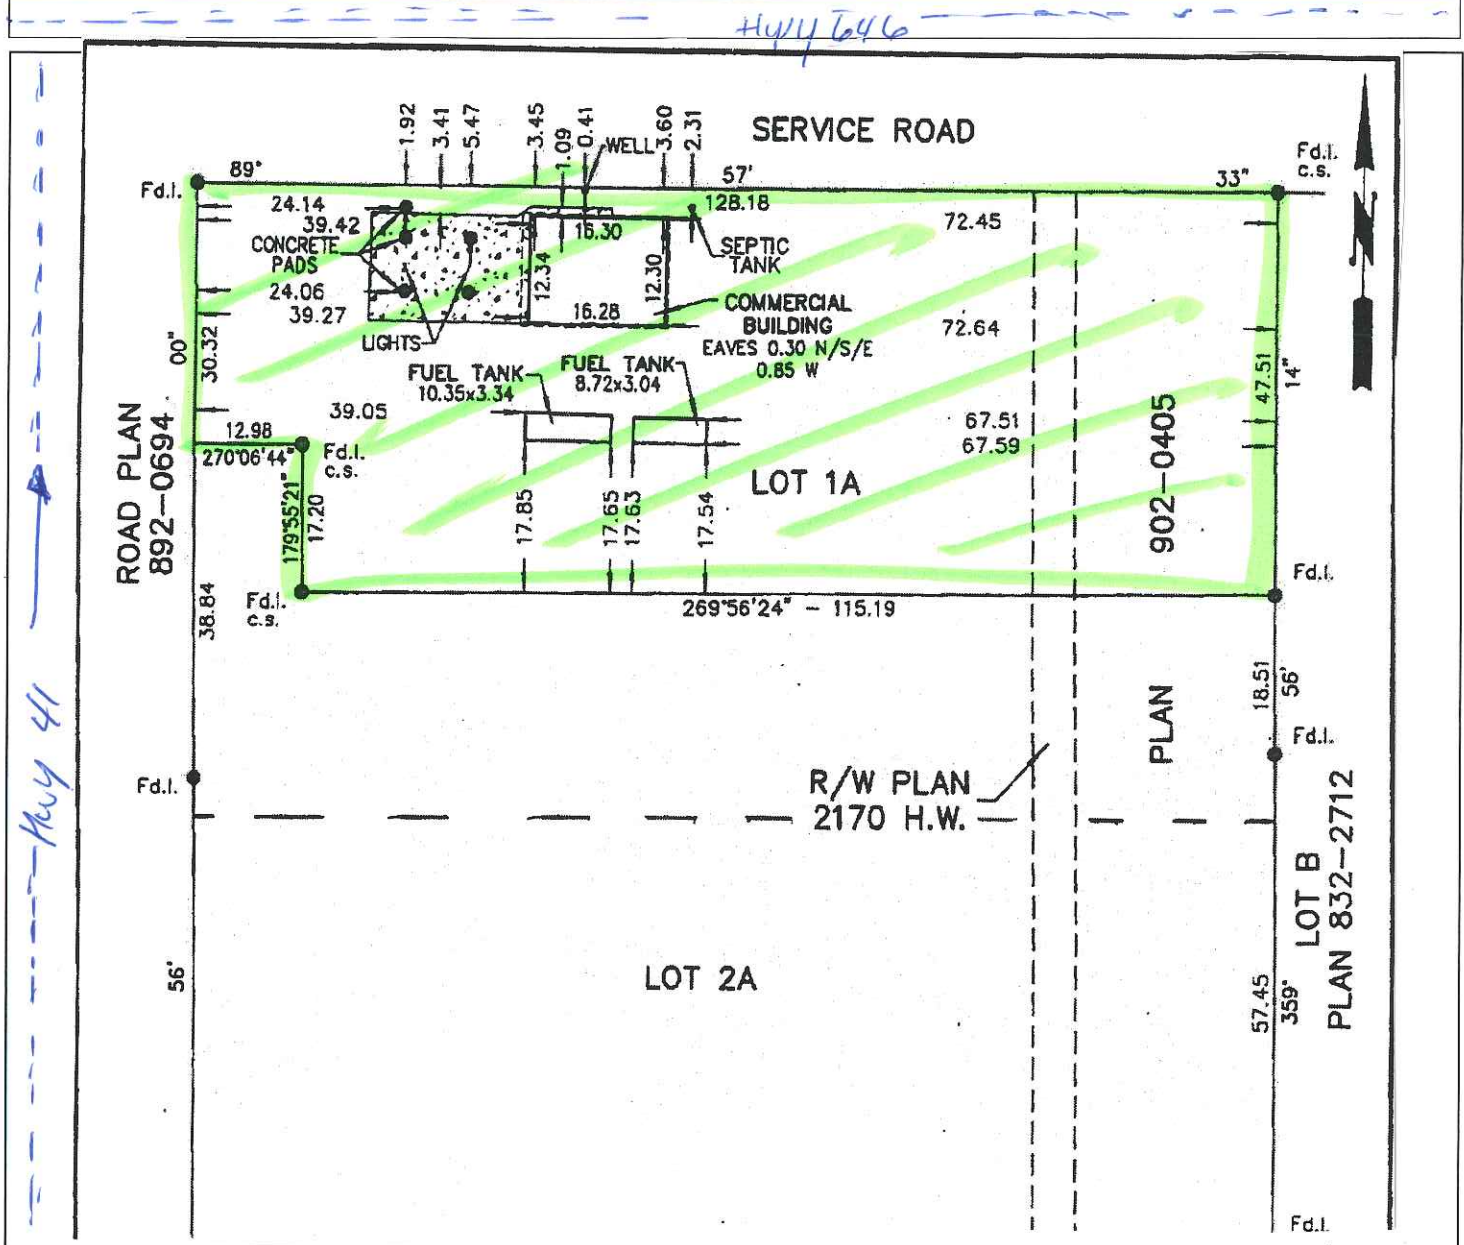 Hwy 646
SERVICE ROAD
1.92
3.41
5.47
3.45
1.09
0.41
WELL
3.60
2.31
Fd.I.
c.s.
Fd.I.
89°
57'
33"
128.18
24.14
39.42
CONCRETE
PADS
24.06
39.27
LIGHTS
16.30
12.34
12.30
16.28
SEPTIC
TANK
COMMERCIAL
BUILDING
EAVES 0.30 N/S/E
0.85 W
72.45
72.64
N
00"
30.32
FUEL TANK
10.35x3.34
FUEL TANK
8.72x3.04
47.51
14"
39.05
67.51
67.59
12.98
270°06'44"
Fd.I.
c.s.
179°55'21"
17.20
17.85
17.65
17.63
17.54
LOT 1A
902-0405
ROAD PLAN
892-0694
Fd.I.
Fd.I.
c.s.
38.84
269°56'24" - 115.19
18.51
56'
PLAN
Hwy 41
Fd.I.
Fd.I.
R/W PLAN
2170 H.W.
LOT B
PLAN 832-2712
56'
LOT 2A
57.45
359°
Fd.I.